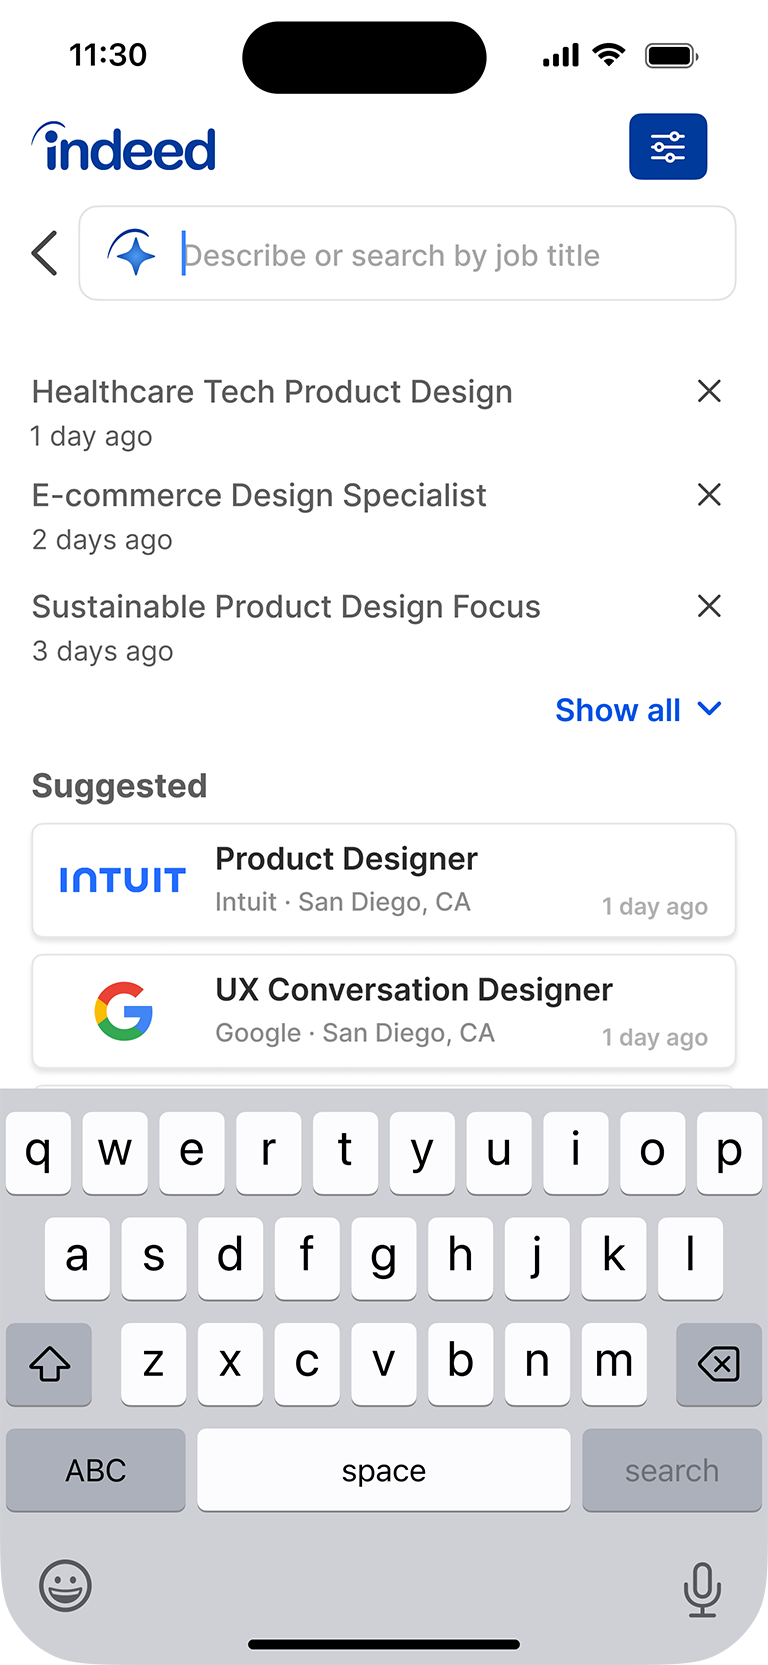 11:30
indeed
Describe or search by job title
Healthcare Tech Product Design
1 day ago
E-commerce Design Specialist
2 days ago
Sustainable Product Design Focus
3 days ago
Show all
Suggested
INTUIT
Product Designer
Intuit · San Diego, CA
1 day ago
G
UX Conversation Designer
Google · San Diego, CA
1 day ago
q w e r t y u i o p
a s d f g h j k l
z x c v b n m
ABC space search